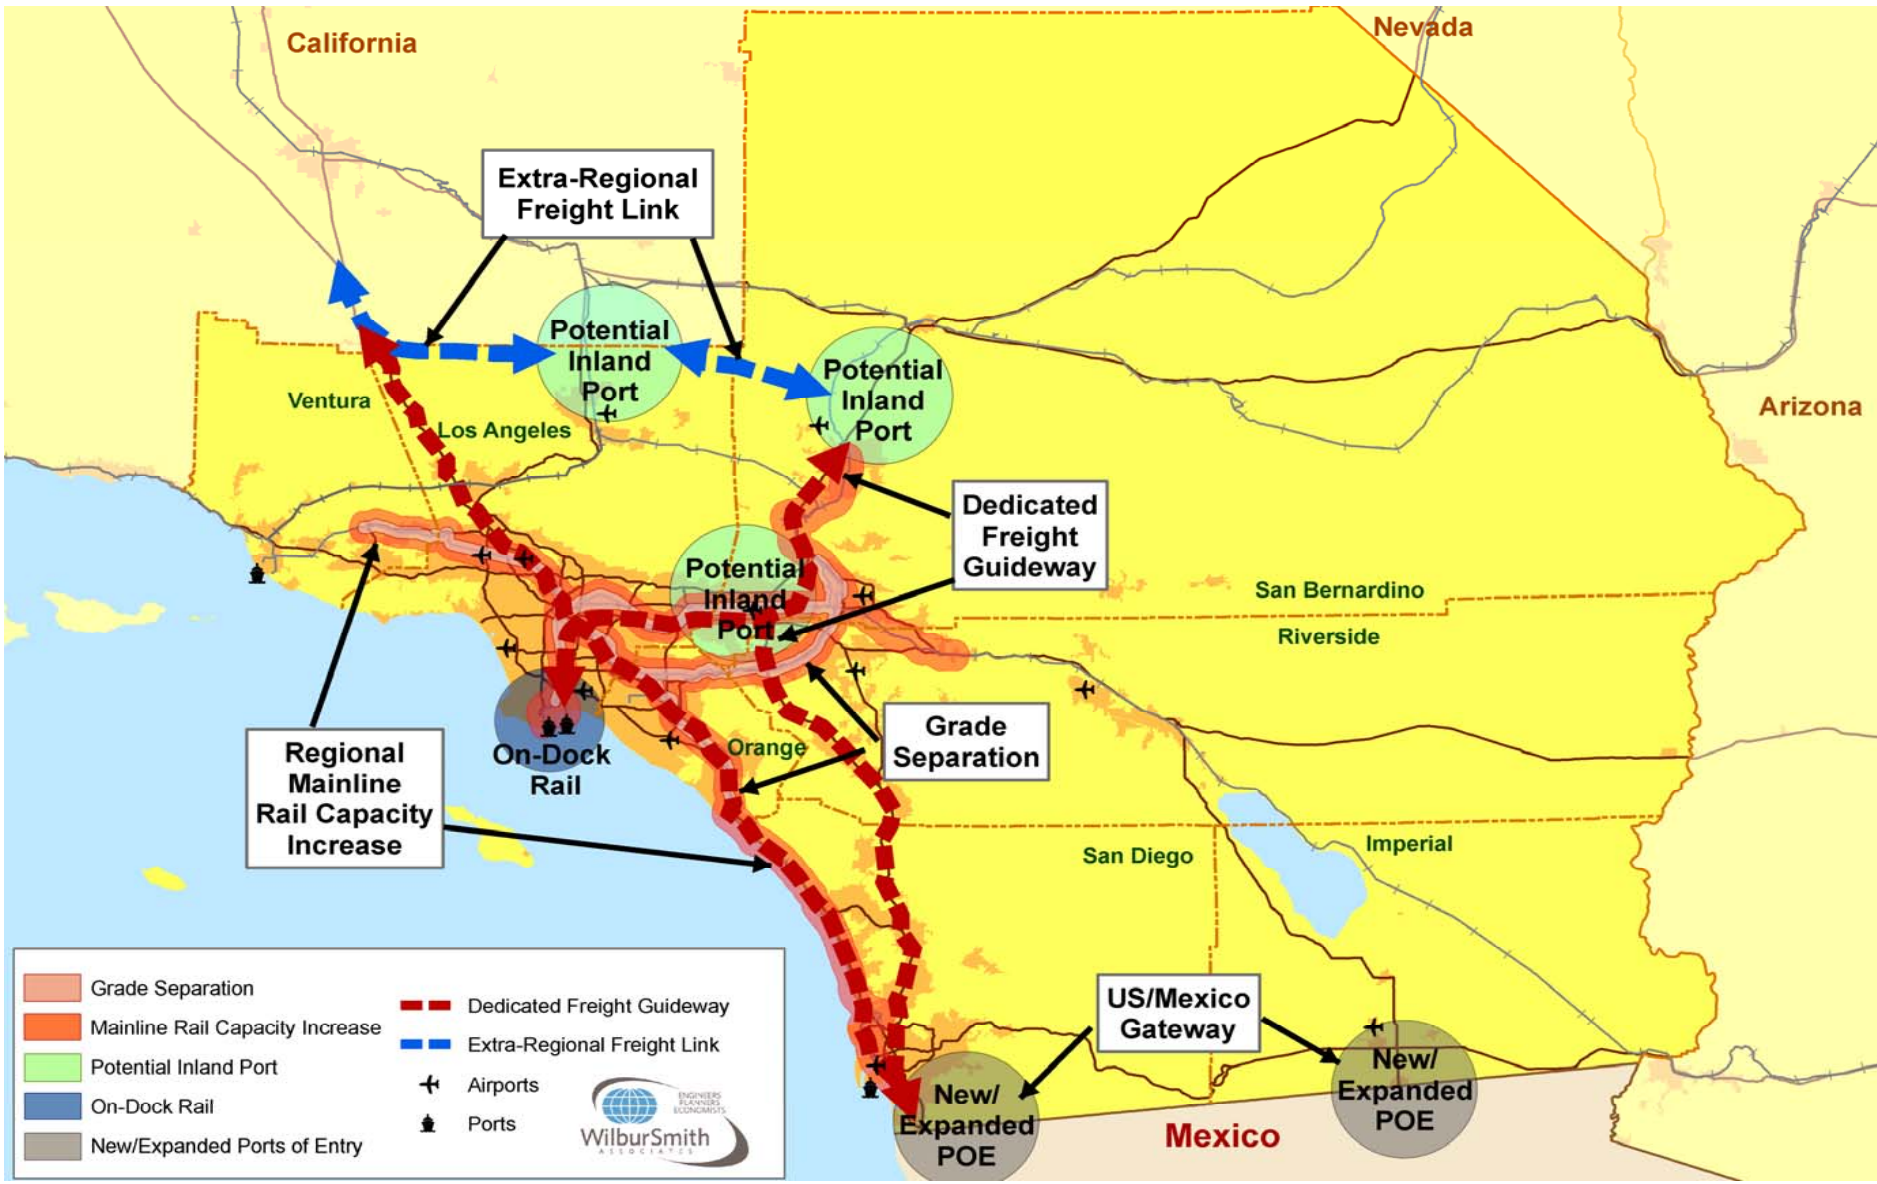 California
Nevada
Extra-Regional
Freight Link
Potential
Inland
Port
Potential
Inland
Port
Ventura
Los Angeles
Arizona
Dedicated
Freight
Guideway
Potential
Inland
Port
San Bernardino
Riverside
Grade
Separation
Orange
On-Dock
Rail
Regional
Mainline
Rail Capacity
Increase
San Diego
Imperial
US/Mexico
Gateway
New/
Expanded
POE
New/
Expanded
POE
Mexico
Grade Separation
Mainline Rail Capacity Increase
Potential Inland Port
On-Dock Rail
New/Expanded Ports of Entry
Dedicated Freight Guideway
Extra-Regional Freight Link
Airports
Ports
ENGINEERS
PLANNERS
ECONOMISTS
WilburSmith
ASSOCIATES